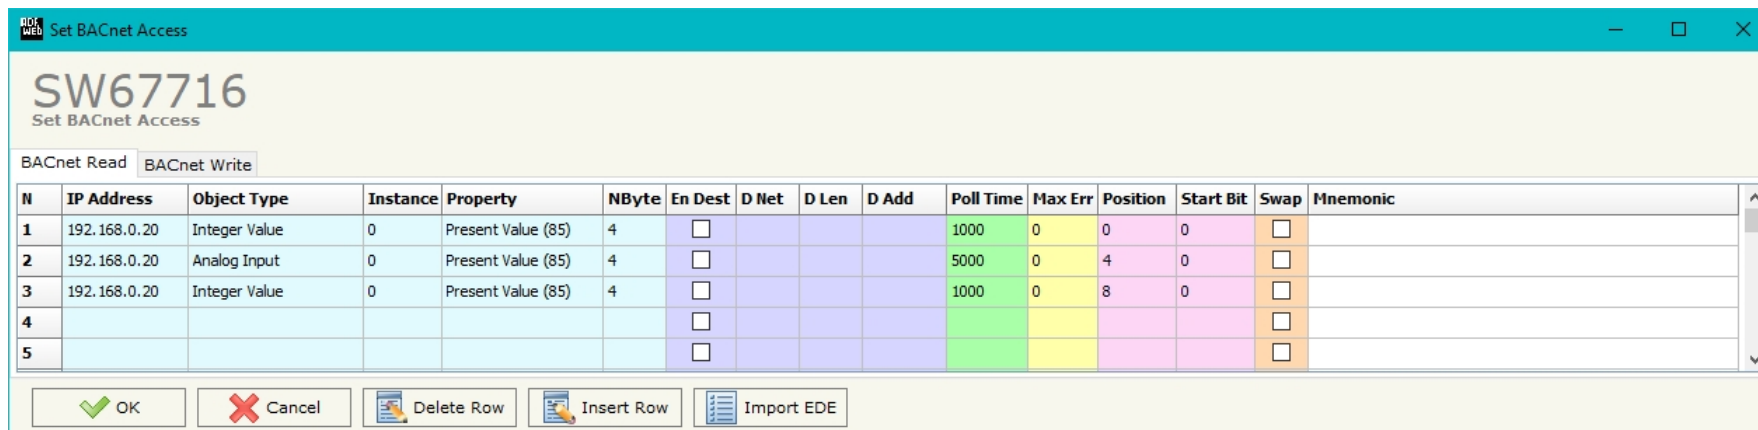 ADF WEB Set BACnet Access
SW67716
Set BACnet Access
BACnet Read BACnet Write
N IP Address Object Type Instance Property NByte En Dest D Net D Len D Add Poll Time Max Err Position Start Bit Swap Mnemonic
1 192.168.0.20 Integer Value 0 Present Value (85) 4 1000 0 0 0
2 192.168.0.20 Analog Input 0 Present Value (85) 4 5000 0 4 0
3 192.168.0.20 Integer Value 0 Present Value (85) 4 1000 0 8 0
4
5
OK Cancel Delete Row Insert Row Import EDE